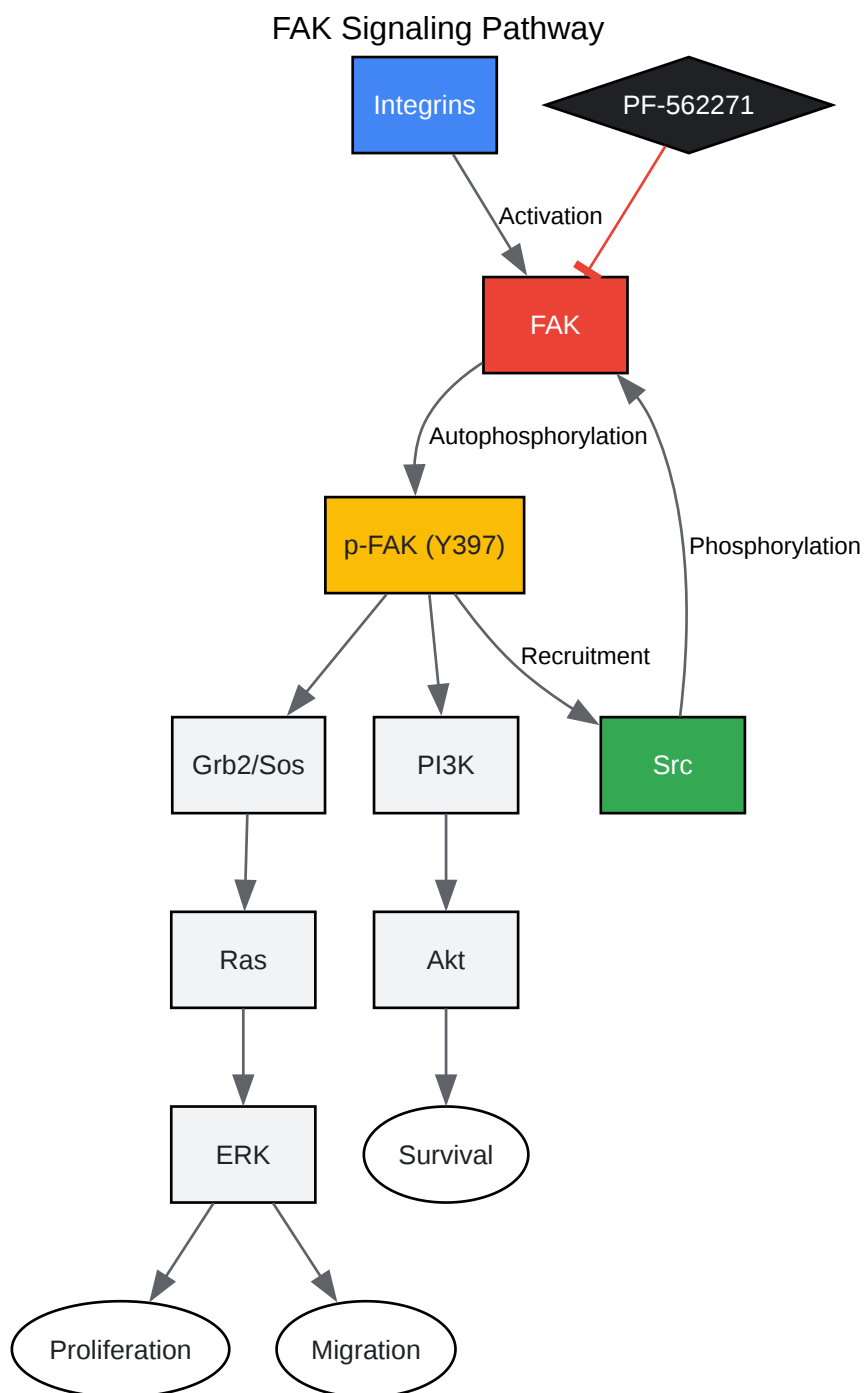 FAK Signaling Pathway
Integrins
PF-562271
Activation
FAK
Autophosphorylation
p-FAK (Y397)
Phosphorylation
Recruitment
Grb2/Sos
PI3K
Src
Ras
Akt
ERK
Survival
Proliferation
Migration